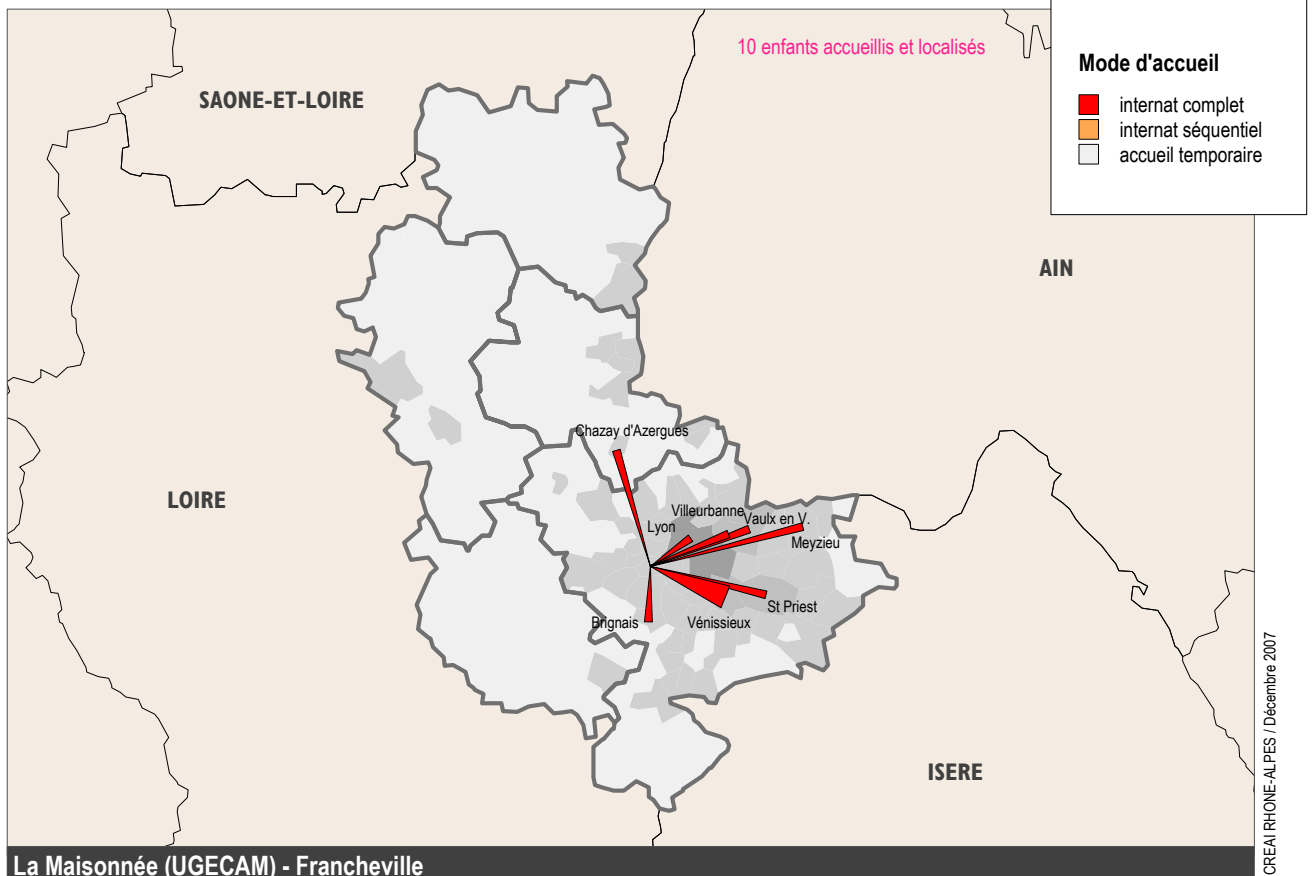 10 enfants accueillis et localisés
Mode d'accueil
internat complet
internat séquentiel
accueil temporaire
SAONE-ET-LOIRE
AIN
Chazay d'Azergues
LOIRE
Villeurbanne
Vaulx en V.
Lyon
Meyzieu
St Priest
Brignais
Vénissieux
ISERE
CREAI RHONE-ALPES / Décembre 2007
La Maisonnée (UGECAM) - Francheville